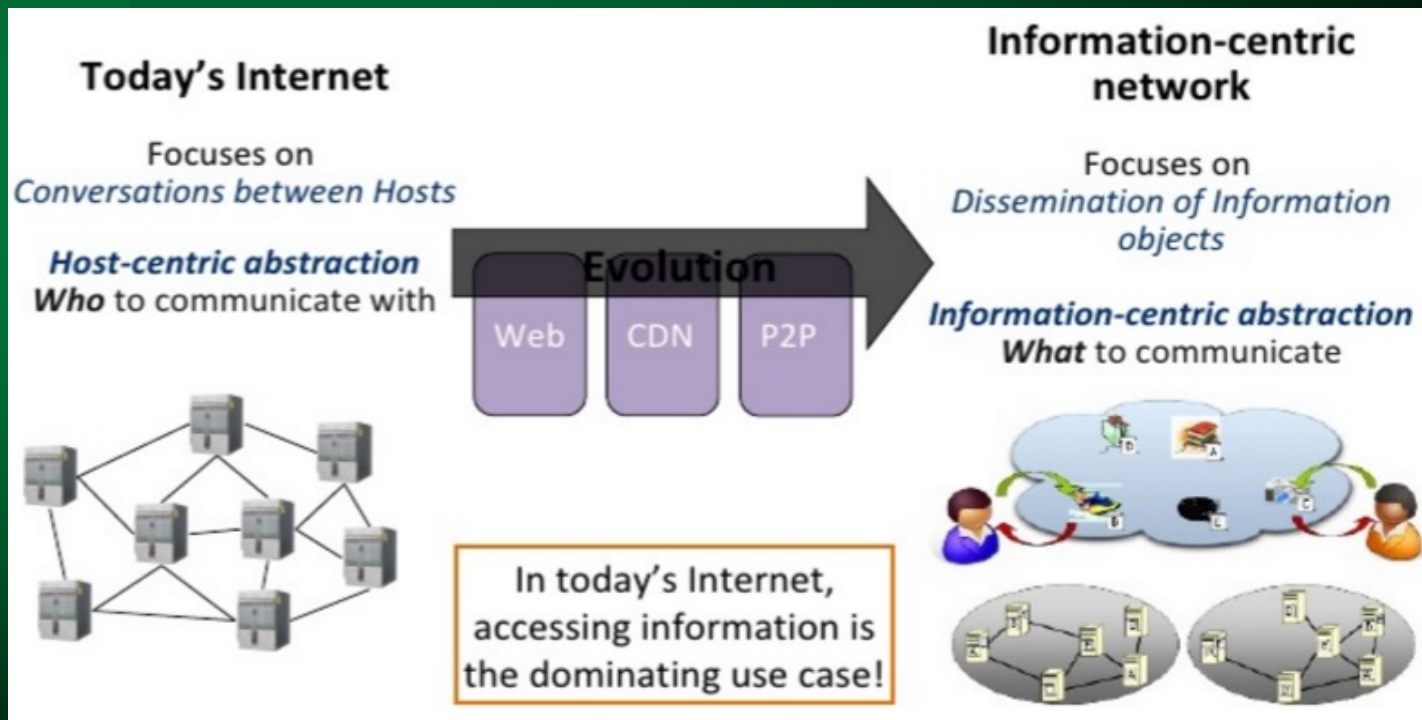 Today's Internet
Focuses on
Conversations between Hosts
Host-centric abstraction
Who to communicate with
Evolution
Web
CDN
P2P
In today's Internet,
accessing information is
the dominating use case!
Information-centric
network
Focuses on
Dissemination of Information
objects
Information-centric abstraction
What to communicate
D
A
B
E
C